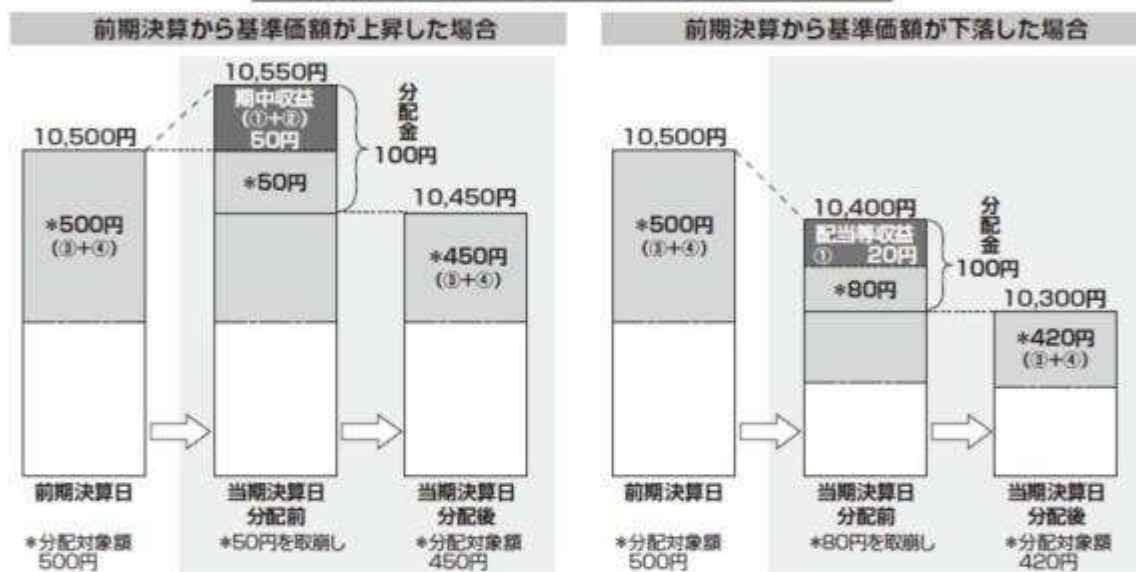 前期決算から基準価額が上昇した場合
10,550円
期中収益
(①+②)
50円
分配金
100円
10,500円
*50円
10,450円
*500円
(③+④)
*450円
(③+④)
前期決算日
当期決算日
分配前
当期決算日
分配後
*分配対象額
500円
*50円を取崩し
*分配対象額
450円
前期決算から基準価額が下落した場合
10,500円
10,400円
配当等収益
① 20円
分配金
100円
*500円
(③+④)
*80円
10,300円
*420円
(③+④)
前期決算日
当期決算日
分配前
当期決算日
分配後
*分配対象額
500円
*80円を取崩し
*分配対象額
420円